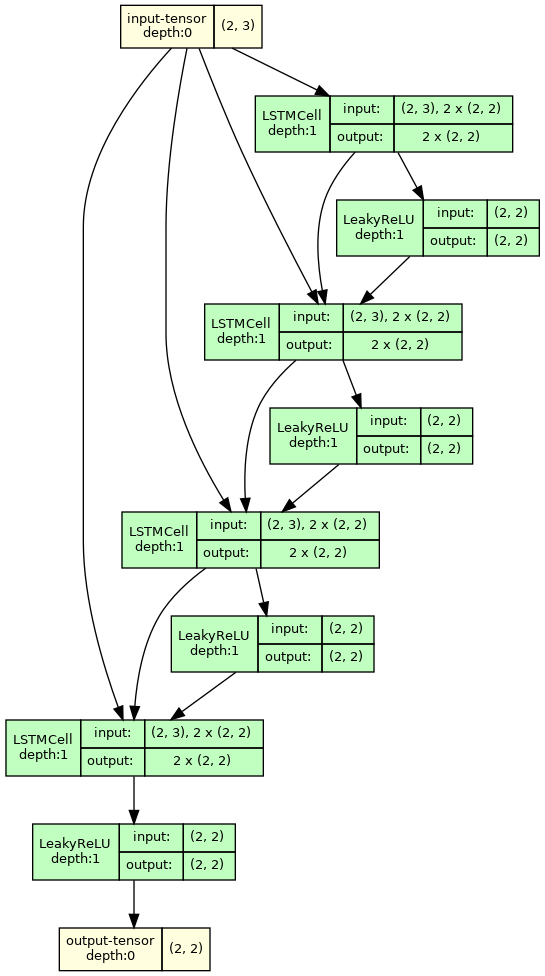 input-tensor
depth:0
(2, 3)
LSTMCell
depth:1
input:
(2, 3), 2 x (2, 2)
output:
2 x (2, 2)
LeakyReLU
depth:1
input:
(2, 2)
output:
(2, 2)
LSTMCell
depth:1
input:
(2, 3), 2 x (2, 2)
output:
2 x (2, 2)
LeakyReLU
depth:1
input:
(2, 2)
output:
(2, 2)
LSTMCell
depth:1
input:
(2, 3), 2 x (2, 2)
output:
2 x (2, 2)
LeakyReLU
depth:1
input:
(2, 2)
output:
(2, 2)
LSTMCell
depth:1
input:
(2, 3), 2 x (2, 2)
output:
2 x (2, 2)
LeakyReLU
depth:1
input:
(2, 2)
output:
(2, 2)
output-tensor
depth:0
(2, 2)